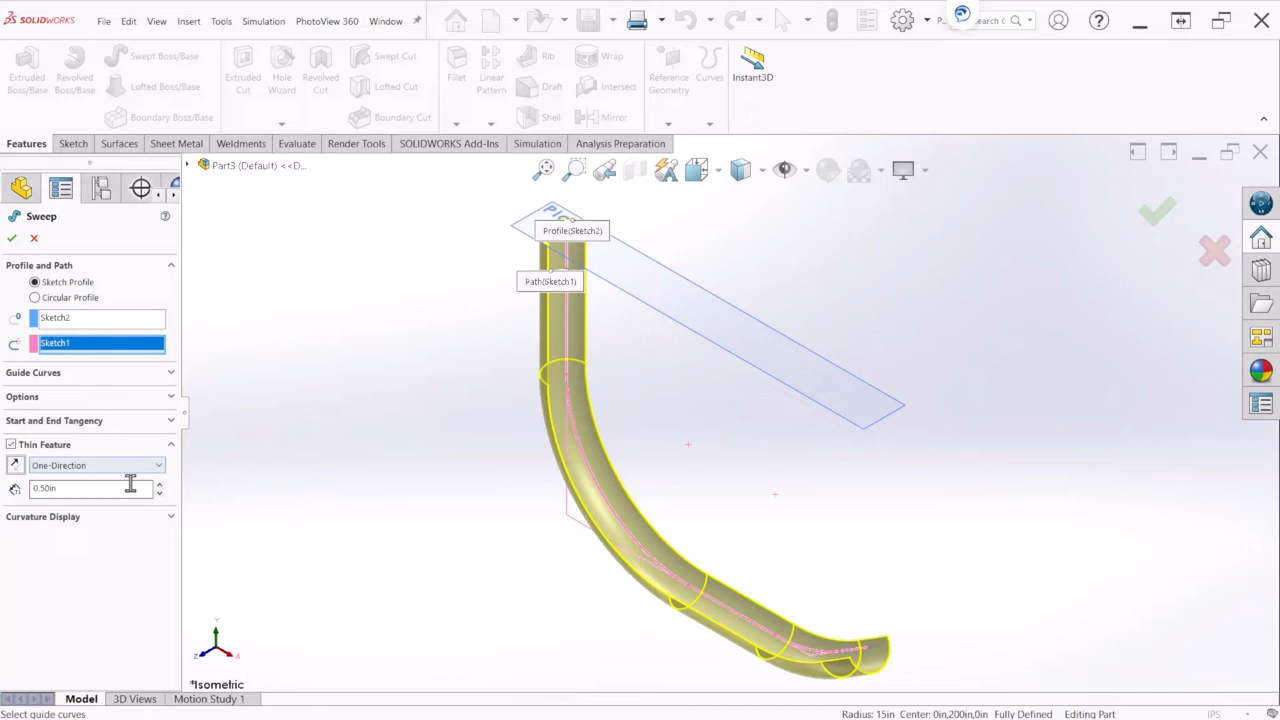 SOLIDWORKS File Edit View Insert Tools Simulation PhotoView 360 Window P... Search C
Extruded Boss/Base Revolved Boss/Base Swept Boss/Base Lofted Boss/Base Boundary Boss/Base Extruded Cut Hole Wizard Revolved Cut Swept Cut Lofted Cut Boundary Cut Fillet Linear Pattern Rib Draft Shell Wrap Intersect Mirror Reference Geometry Curves Instant3D
Features Sketch Surfaces Sheet Metal Weldments Evaluate Render Tools SOLIDWORKS Add-Ins Simulation Analysis Preparation
Part3 (Default) <<D...
Sweep
Profile and Path
Sketch Profile
Circular Profile
Sketch2
Sketch1
Guide Curves
Options
Start and End Tangency
Thin Feature
One-Direction
0.50in
Curvature Display
Profile(Sketch2)
Path(Sketch1)
Y
Z
X
*Isometric
Model 3D Views Motion Study 1
Select guide curves Radius: 15in Center: 0in,200in,0in Fully Defined Editing Part IPS